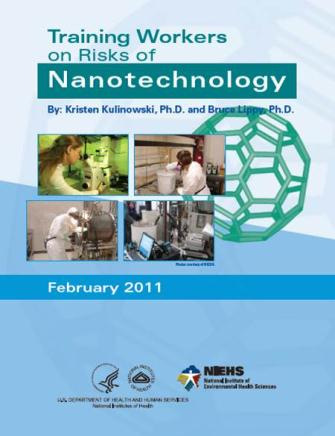 Training Workers
on Risks of
Nanotechnology
By: Kristen Kulinowski, Ph.D. and Bruce Lippy, Ph.D.
February 2011
NIEHS
National Institute of
Environmental Health Sciences
U.S. DEPARTMENT OF HEALTH AND HUMAN SERVICES
National Institutes of Health